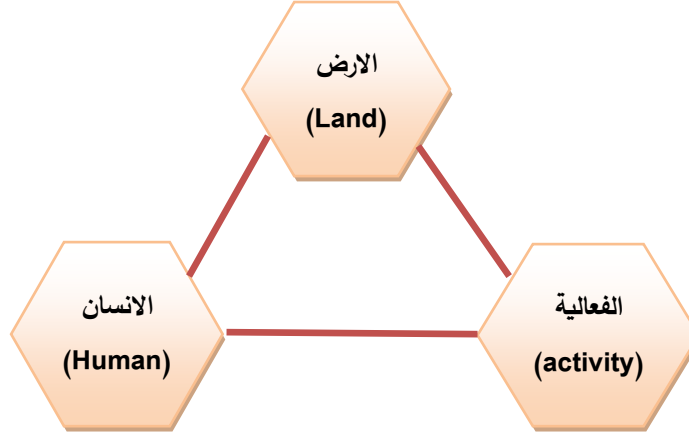 الارض
(Land)
الانسان
(Human)
الفعالية
(activity)